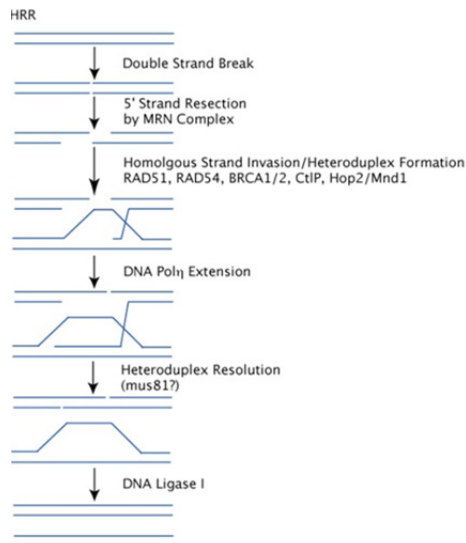 HRR
Double Strand Break
5' Strand Resection
by MRN Complex
Homolgous Strand Invasion/Heteroduplex Formation
RAD51, RAD54, BRCA1/2, CtIP, Hop2/Mnd1
DNA Polη Extension
Heteroduplex Resolution
(mus81?)
DNA Ligase I